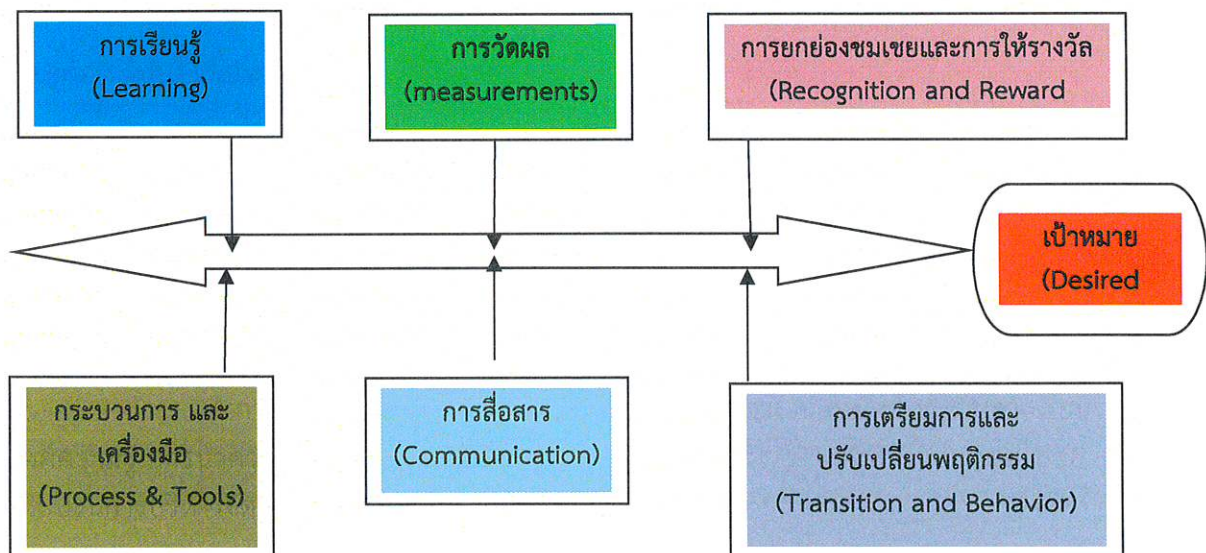 การเรียนรู้
(Learning)
การวัดผล
(measurements)
การยกย่องชมเชยและการให้รางวัล
(Recognition and Reward
เป้าหมาย
(Desired
กระบวนการ และ
เครื่องมือ
(Process & Tools)
การสื่อสาร
(Communication)
การเตรียมการและ
ปรับเปลี่ยนพฤติกรรม
(Transition and Behavior)